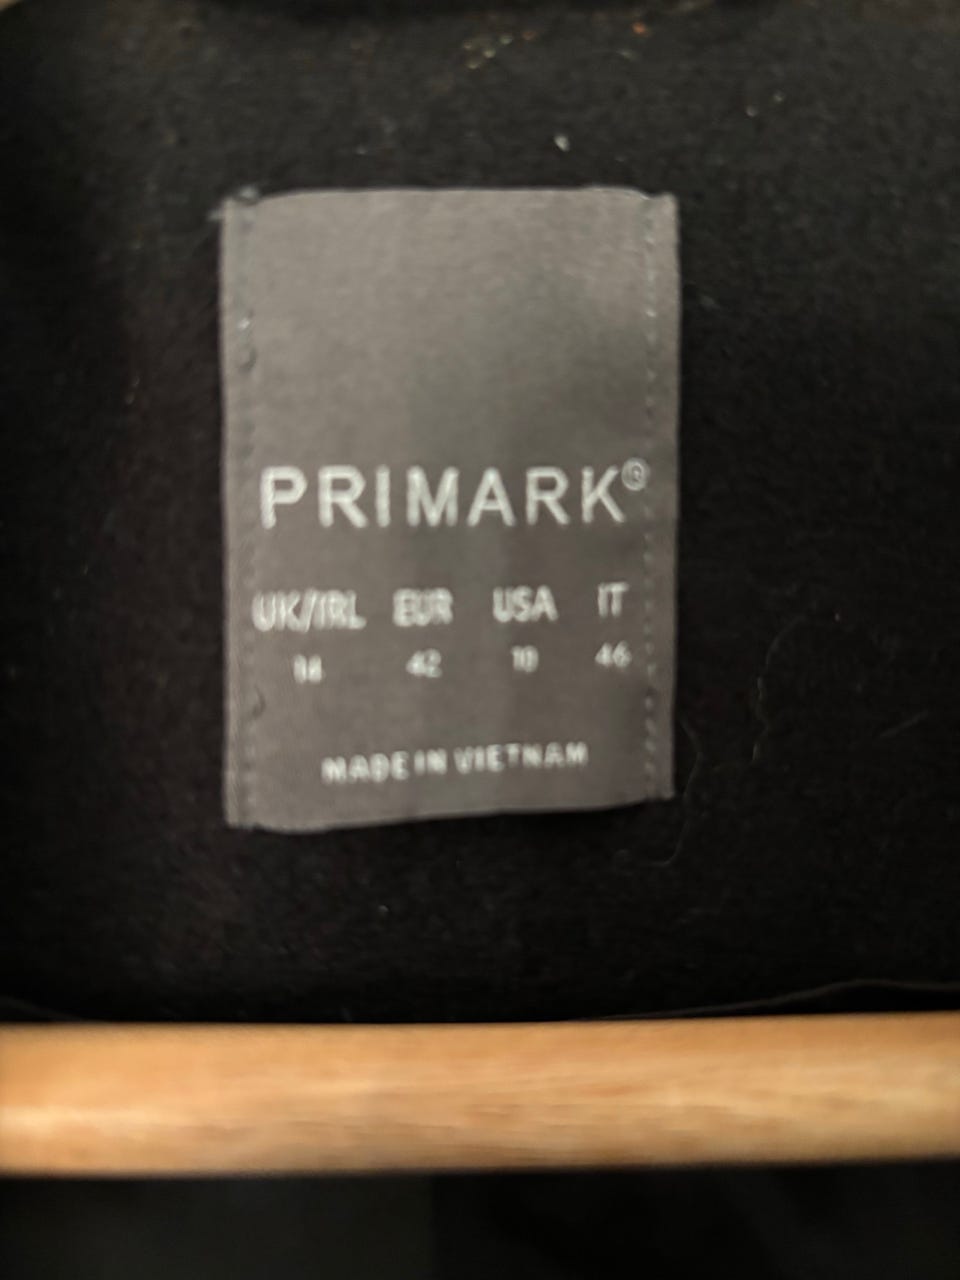 PRIMARK®
UK/IRL EUR USA IT
14 42 10 46
MADE IN VIETNAM